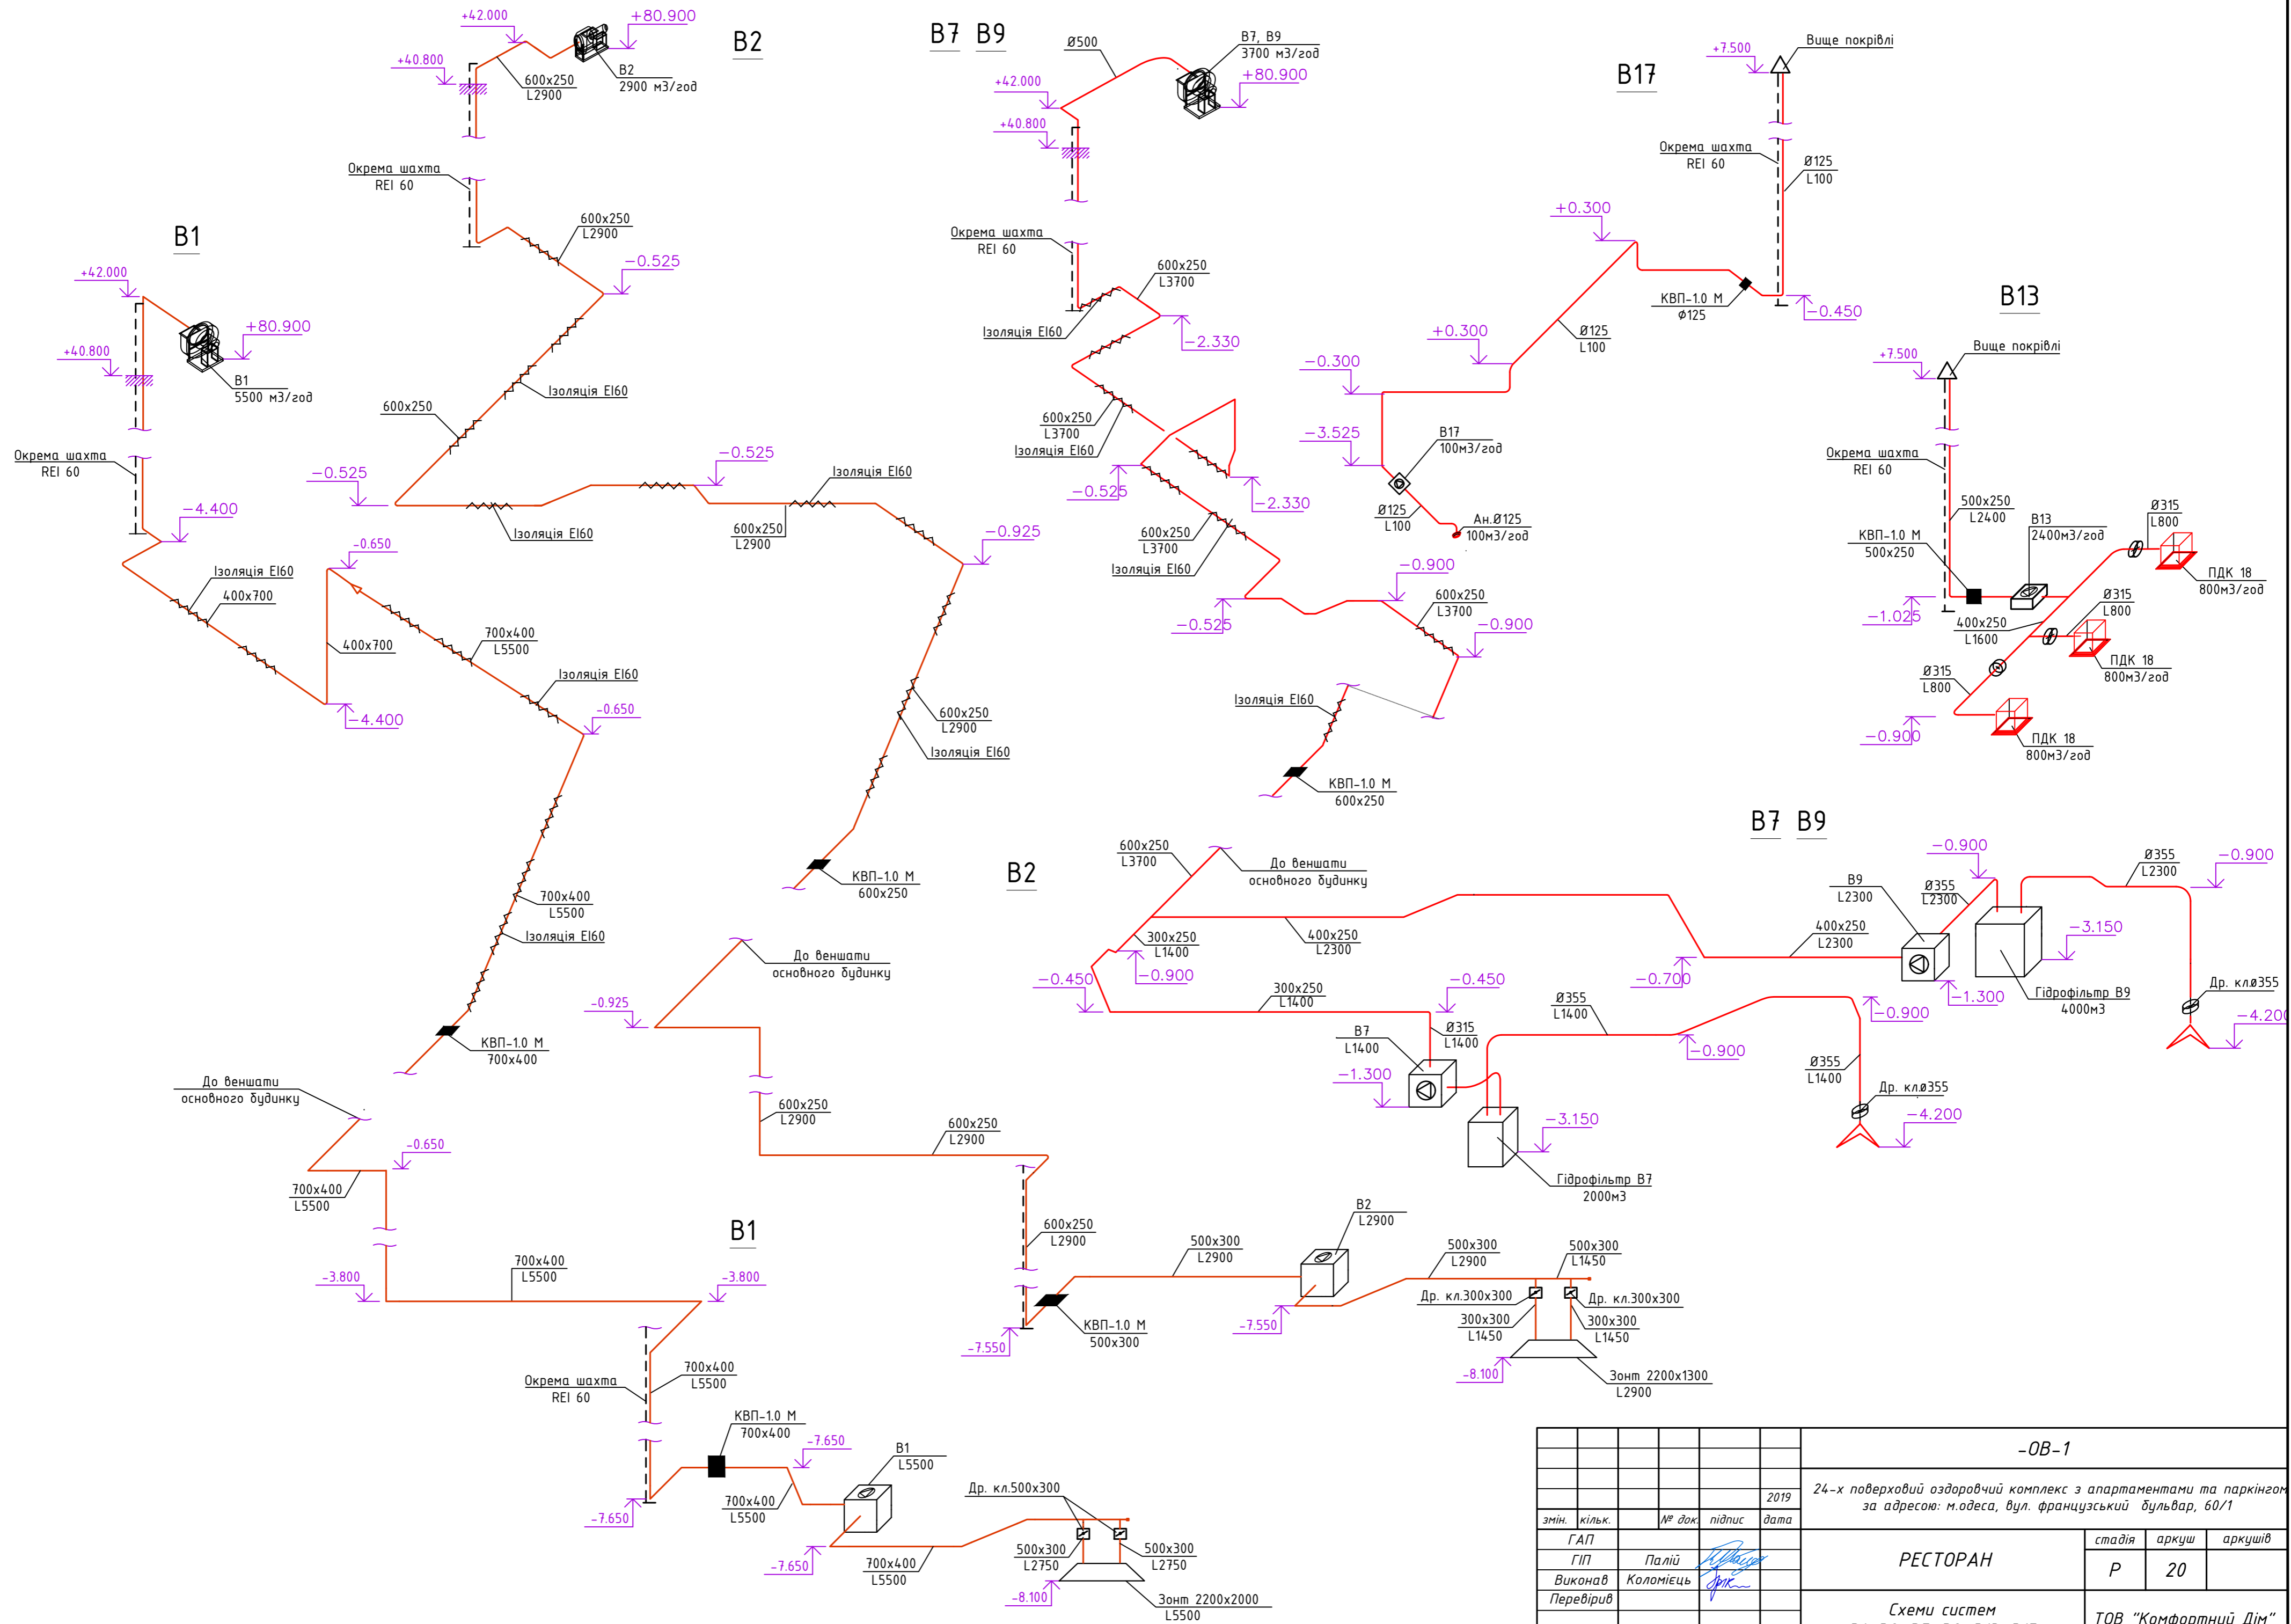 B1
+42.000
+80.900
+40.800
B1
5500 м3/год
Окрема шахта
REI 60
-4.400
Ізоляція EI60
400x700
-0.650
400x700
-4.400
700x400
L5500
Ізоляція EI60
-0.650
700x400
L5500
Ізоляція EI60
КВП-1.0 М
700x400
B2
+42.000
+80.900
+40.800
600x250
L2900
B2
2900 м3/год
Окрема шахта
REI 60
600x250
L2900
-0.525
Ізоляція EI60
600x250
-0.525
-0.525
Ізоляція EI60
Ізоляція EI60
600x250
L2900
-0.925
600x250
L2900
Ізоляція EI60
КВП-1.0 М
600x250
B7 B9
Ø500
B7, B9
3700 м3/год
+80.900
+42.000
+40.800
Окрема шахта
REI 60
600x250
L3700
Ізоляція EI60
-2.330
600x250
L3700
Ізоляція EI60
-0.525
-2.330
600x250
L3700
Ізоляція EI60
-0.525
-0.900
600x250
L3700
-0.900
Ізоляція EI60
КВП-1.0 М
600x250
B17
+7.500
Вище покрівлі
Окрема шахта
REI 60
Ø125
L100
+0.300
КВП-1.0 М
ф125
-0.450
Ø125
L100
+0.300
-0.300
-3.525
B17
100м3/год
Ø125
L100
Ан.Ø125
100м3/год
B13
+7.500
Вище покрівлі
Окрема шахта
REI 60
500x250
L2400
КВП-1.0 М
500x250
B13
2400м3/год
Ø315
L800
ПДК 18
800м3/год
-1.025
400x250
L1600
Ø315
L800
ПДК 18
800м3/год
Ø315
L800
-0.900
ПДК 18
800м3/год
B7 B9
600x250
L3700
До веншати
основного будинку
300x250
L1400
-0.900
-0.450
400x250
L2300
300x250
L1400
-0.450
Ø315
L1400
B7
L1400
-1.300
-3.150
Гідрофільтр B7
2000м3
Ø355
L1400
-0.900
-0.900
Ø355
L1400
Др. кл.ø355
-4.200
-0.700
400x250
L2300
B9
L2300
Ø355
L2300
-0.900
-1.300
-3.150
Гідрофільтр B9
4000м3
Ø355
L2300
-0.900
Др. кл.ø355
-4.200
B2
До веншати
основного будинку
-0.925
600x250
L2900
600x250
L2900
600x250
L2900
-7.550
КВП-1.0 М
500x300
500x300
L2900
B2
L2900
-7.550
500x300
L2900
500x300
L1450
Др. кл.300x300
Др. кл.300x300
300x300
L1450
300x300
L1450
-8.100
Зонт 2200x1300
L2900
B1
До веншати
основного будинку
-0.650
700x400
L5500
-3.800
700x400
L5500
-3.800
Окрема шахта
REI 60
700x400
L5500
КВП-1.0 М
700x400
-7.650
-7.650
700x400
L5500
B1
L5500
-7.650
700x400
L5500
Др. кл.500x300
500x300
L2750
500x300
L2750
-8.100
Зонт 2200x2000
L5500
-ОВ-1
24-х поверховий оздоровчий комплекс з апартаментами та паркінгом
за адресою: м.одеса, вул. французський бульвар, 60/1
2019
змін. кільк. № док. підпис дата
ГАП
ГІП Палій
Виконав Коломієць
Перевірив
РЕСТОРАН
стадія аркуш аркушів
Р 20
Схеми систем
ТОВ "Комфортний Дім"